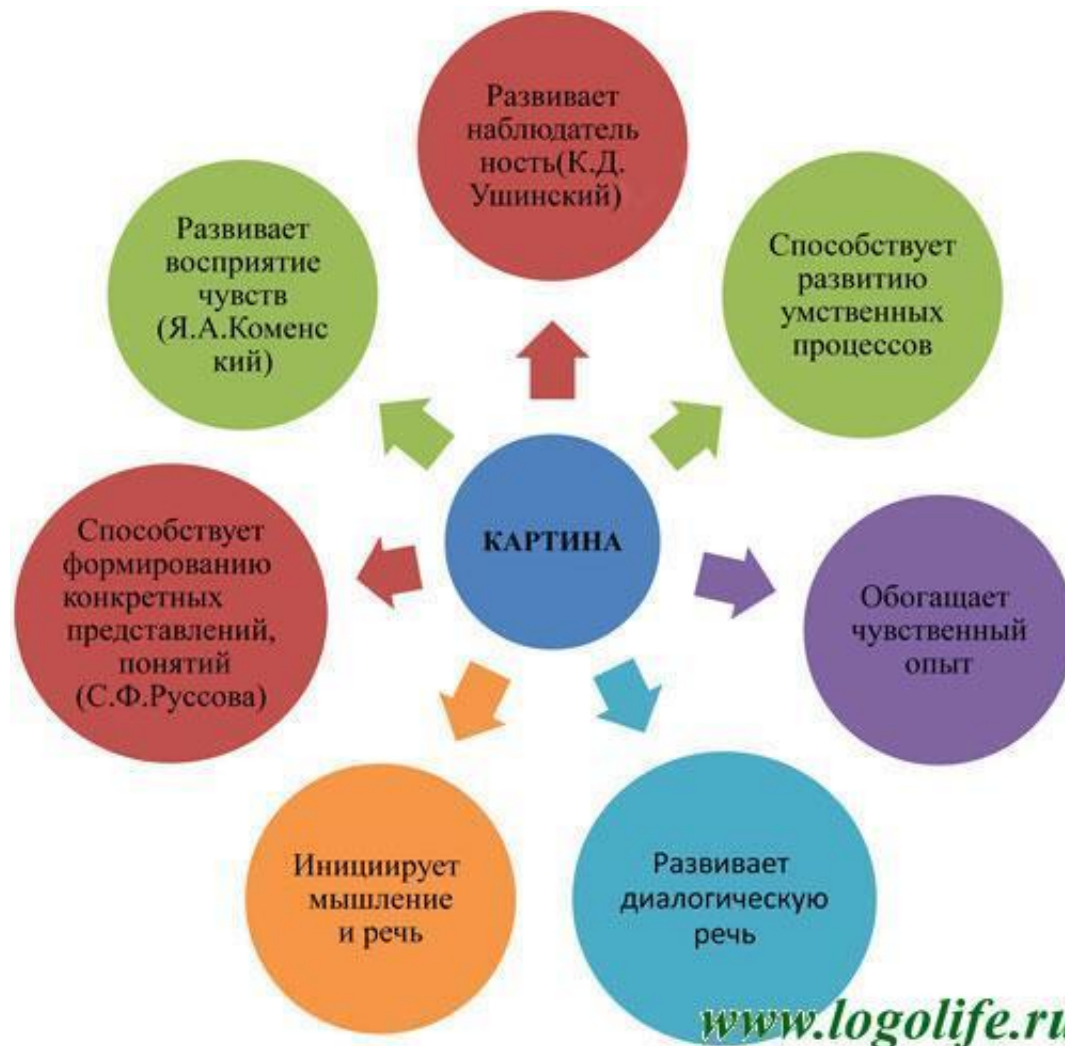 Развивает
наблюдатель
ность(К.Д.
Ушинский)
Развивает
восприятие
чувств
(Я.А.Коменс
кий)
Способствует
развитию
умственных
процессов
Способствует
формированию
конкретных
представлений,
понятий
(С.Ф.Руссова)
КАРТИНА
Обогащает
чувственный
опыт
Инициирует
мышление
и речь
Развивает
диалогическую
речь
www.logolife.ru